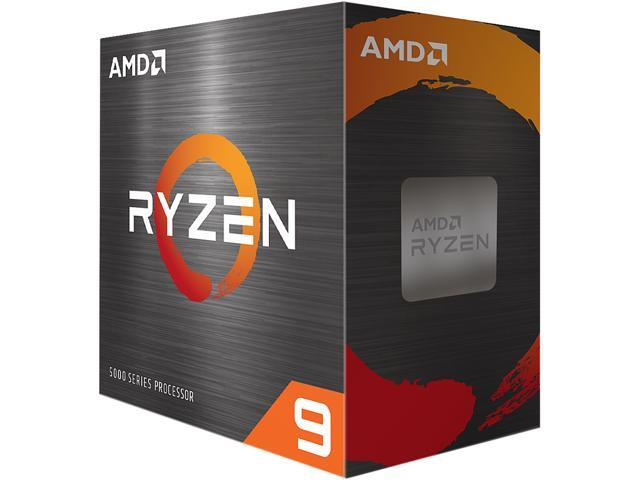 AMD
RYZEN
5000 SERIES PROCESSOR
9
AMD
AMD
RYZEN